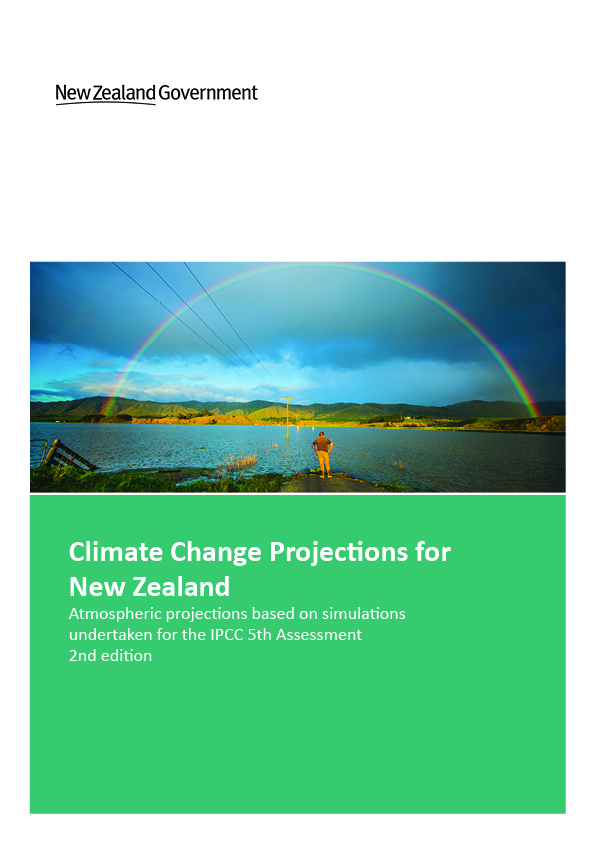 New Zealand Government
Climate Change Projections for
New Zealand
Atmospheric projections based on simulations
undertaken for the IPCC 5th Assessment
2nd edition